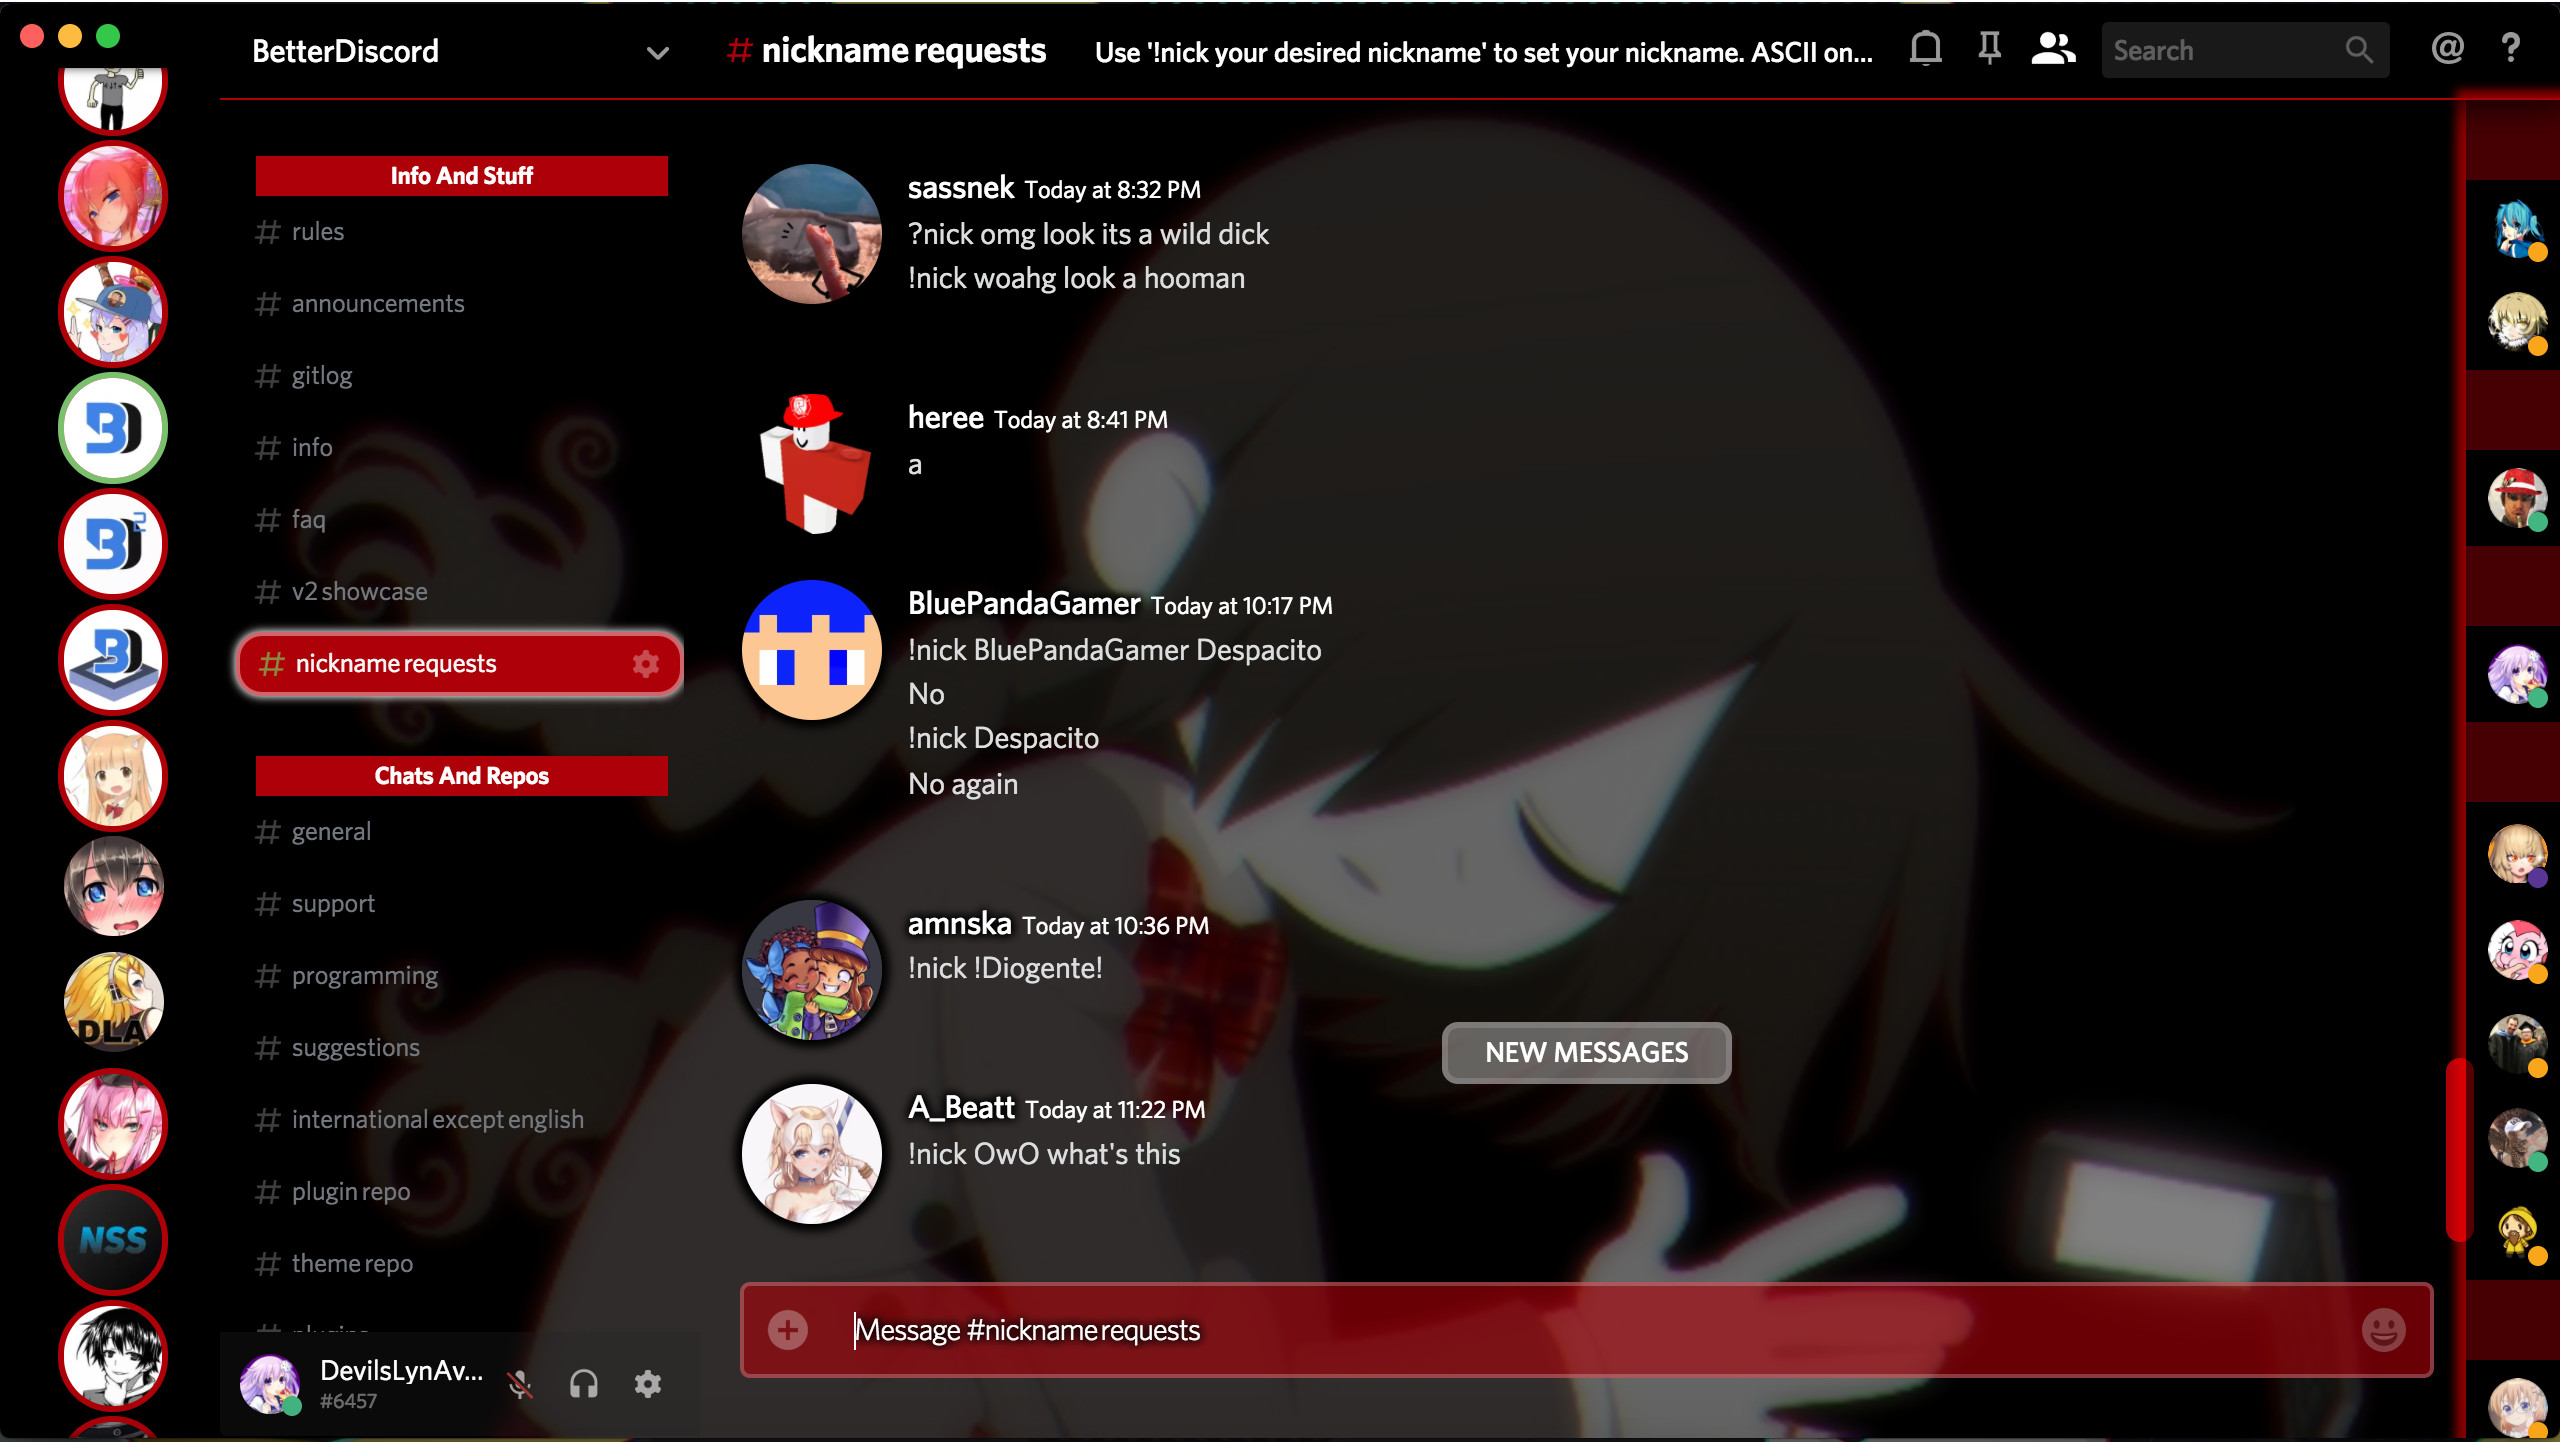 BetterDiscord
# nickname requests
Use '!nick your desired nickname' to set your nickname. ASCII on...
Search
@
?
Info And Stuff
# rules
# announcements
# gitlog
# info
# faq
# v2 showcase
# nickname requests
Chats And Repos
# general
# support
# programming
# suggestions
# international except english
# plugin repo
# theme repo
DLA
NSS
DevilsLynAv...
#6457
sassnek Today at 8:32 PM
?nick omg look its a wild dick
!nick woahg look a hooman
heree Today at 8:41 PM
a
BluePandaGamer Today at 10:17 PM
!nick BluePandaGamer Despacito
No
!nick Despacito
No again
amnska Today at 10:36 PM
!nick !Diogente!
NEW MESSAGES
A_Beatt Today at 11:22 PM
!nick OwO what's this
Message #nickname requests